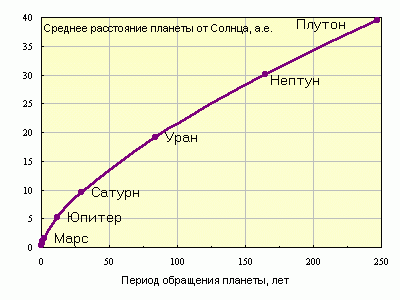 40
Среднее расстояние планеты от Солнца, а.е.
Плутон
35
30
Нептун
25
20
Уран
15
10
Сатурн
5
Юпитер
Марс
0
0 50 100 150 200 250
Период обращения планеты, лет